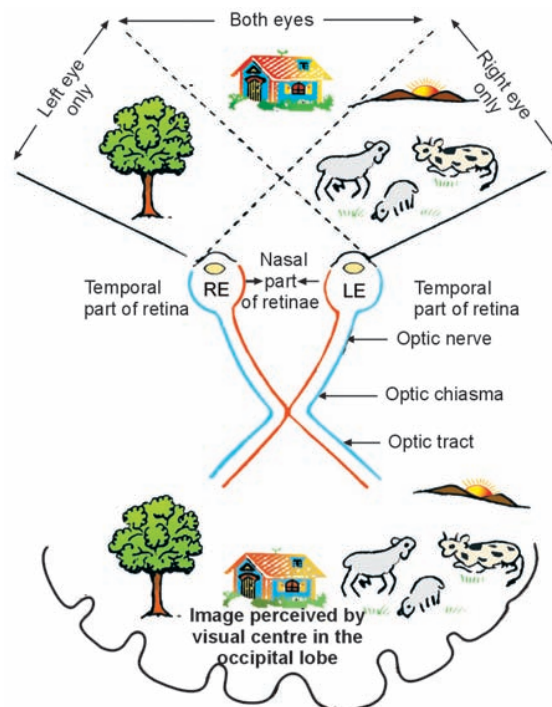 Both eyes
Left eye
only
Right eye
only
Temporal
part of retina
RE
Nasal
part
of retinae
LE
Temporal
part of retina
Optic nerve
Optic chiasma
Optic tract
Image perceived by
visual centre in the
occipital lobe